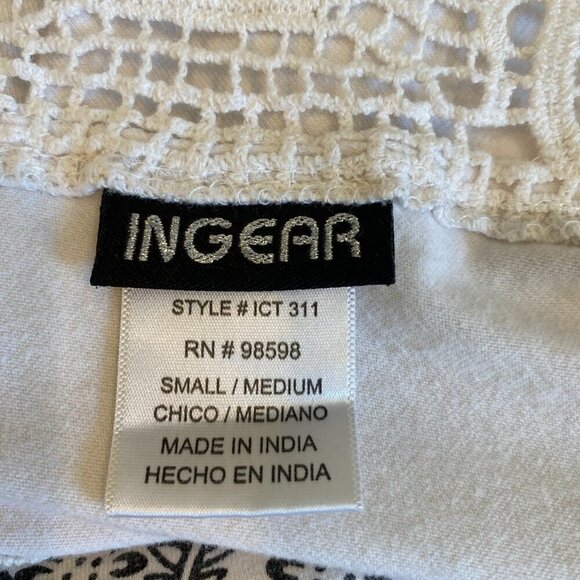 INGEAR
STYLE # ICT 311
RN # 98598
SMALL / MEDIUM
CHICO / MEDIANO
MADE IN INDIA
HECHO EN INDIA